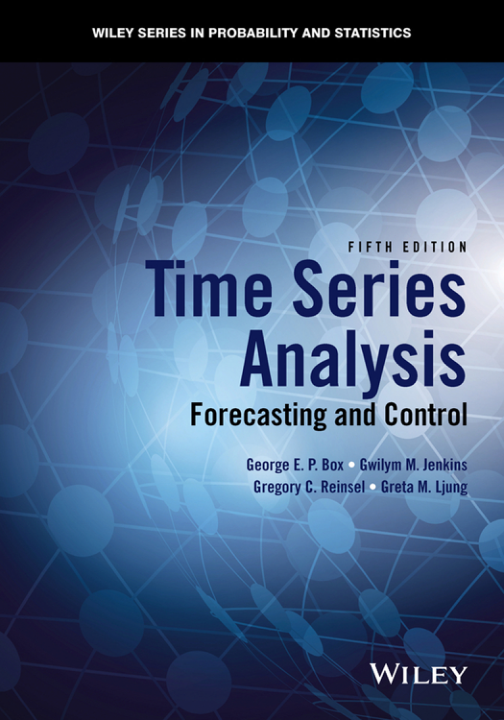 WILEY SERIES IN PROBABILITY AND STATISTICS
FIFTH EDITION
Time Series
Analysis
Forecasting and Control
George E. P. Box • Gwilym M. Jenkins
Gregory C. Reinsel • Greta M. Ljung
WILEY